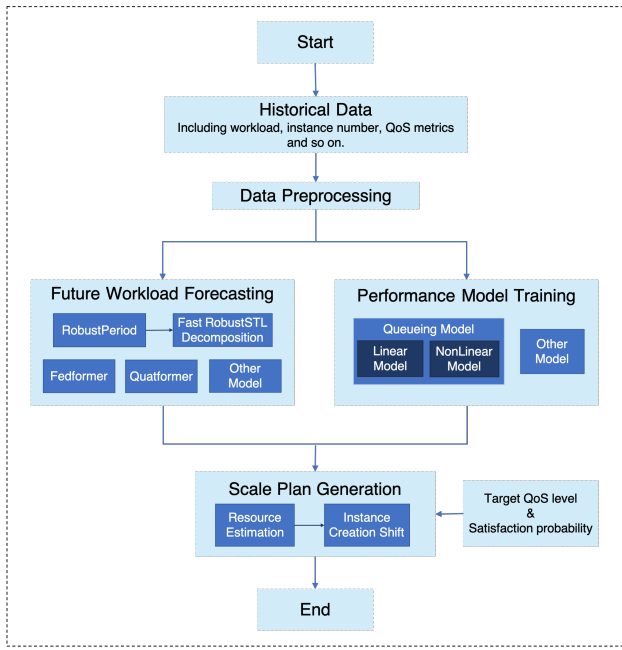 Start
Historical Data
Including workload, instance number, QoS metrics
and so on.
Data Preprocessing
Future Workload Forecasting
RobustPeriod
Fast RobustSTL
Decomposition
Fedformer
Quatformer
Other
Model
Performance Model Training
Queueing Model
Linear
Model
NonLinear
Model
Other
Model
Scale Plan Generation
Resource
Estimation
Instance
Creation Shift
Target QoS level
&
Satisfaction probability
End